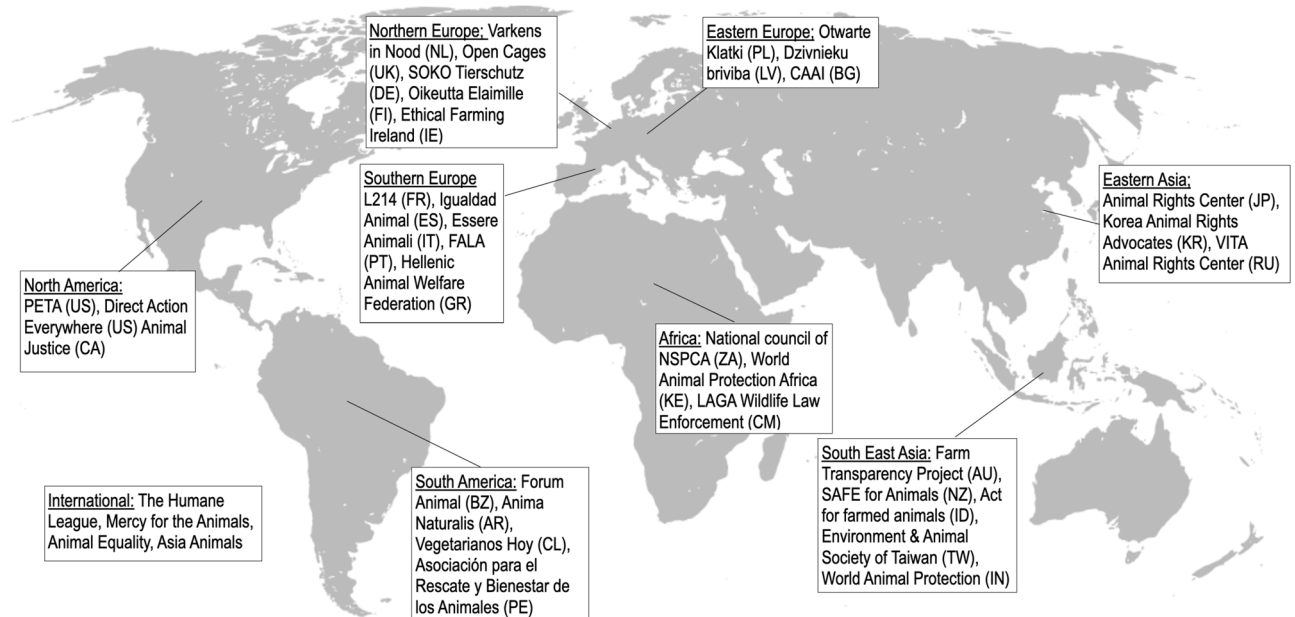 Northern Europe; Varkens
in Nood (NL), Open Cages
(UK), SOKO Tierschutz
(DE), Oikeutta Elaimille
(FI), Ethical Farming
Ireland (IE)
Eastern Europe; Otwarte
Klatki (PL), Dzivnieku
briviba (LV), CAAI (BG)
Southern Europe
L214 (FR), Igualdad
Animal (ES), Essere
Animali (IT), FALA
(PT), Hellenic
Animal Welfare
Federation (GR)
Eastern Asia;
Animal Rights Center (JP),
Korea Animal Rights
Advocates (KR), VITA
Animal Rights Center (RU)
North America:
PETA (US), Direct Action
Everywhere (US) Animal
Justice (CA)
Africa: National council of
NSPCA (ZA), World
Animal Protection Africa
(KE), LAGA Wildlife Law
Enforcement (CM)
South East Asia: Farm
Transparency Project (AU),
SAFE for Animals (NZ), Act
for farmed animals (ID),
Environment & Animal
Society of Taiwan (TW),
World Animal Protection (IN)
South America: Forum
Animal (BZ), Anima
Naturalis (AR),
Vegetarianos Hoy (CL),
Asociación para el
Rescate y Bienestar de
los Animales (PE)
International: The Humane
League, Mercy for the Animals,
Animal Equality, Asia Animals